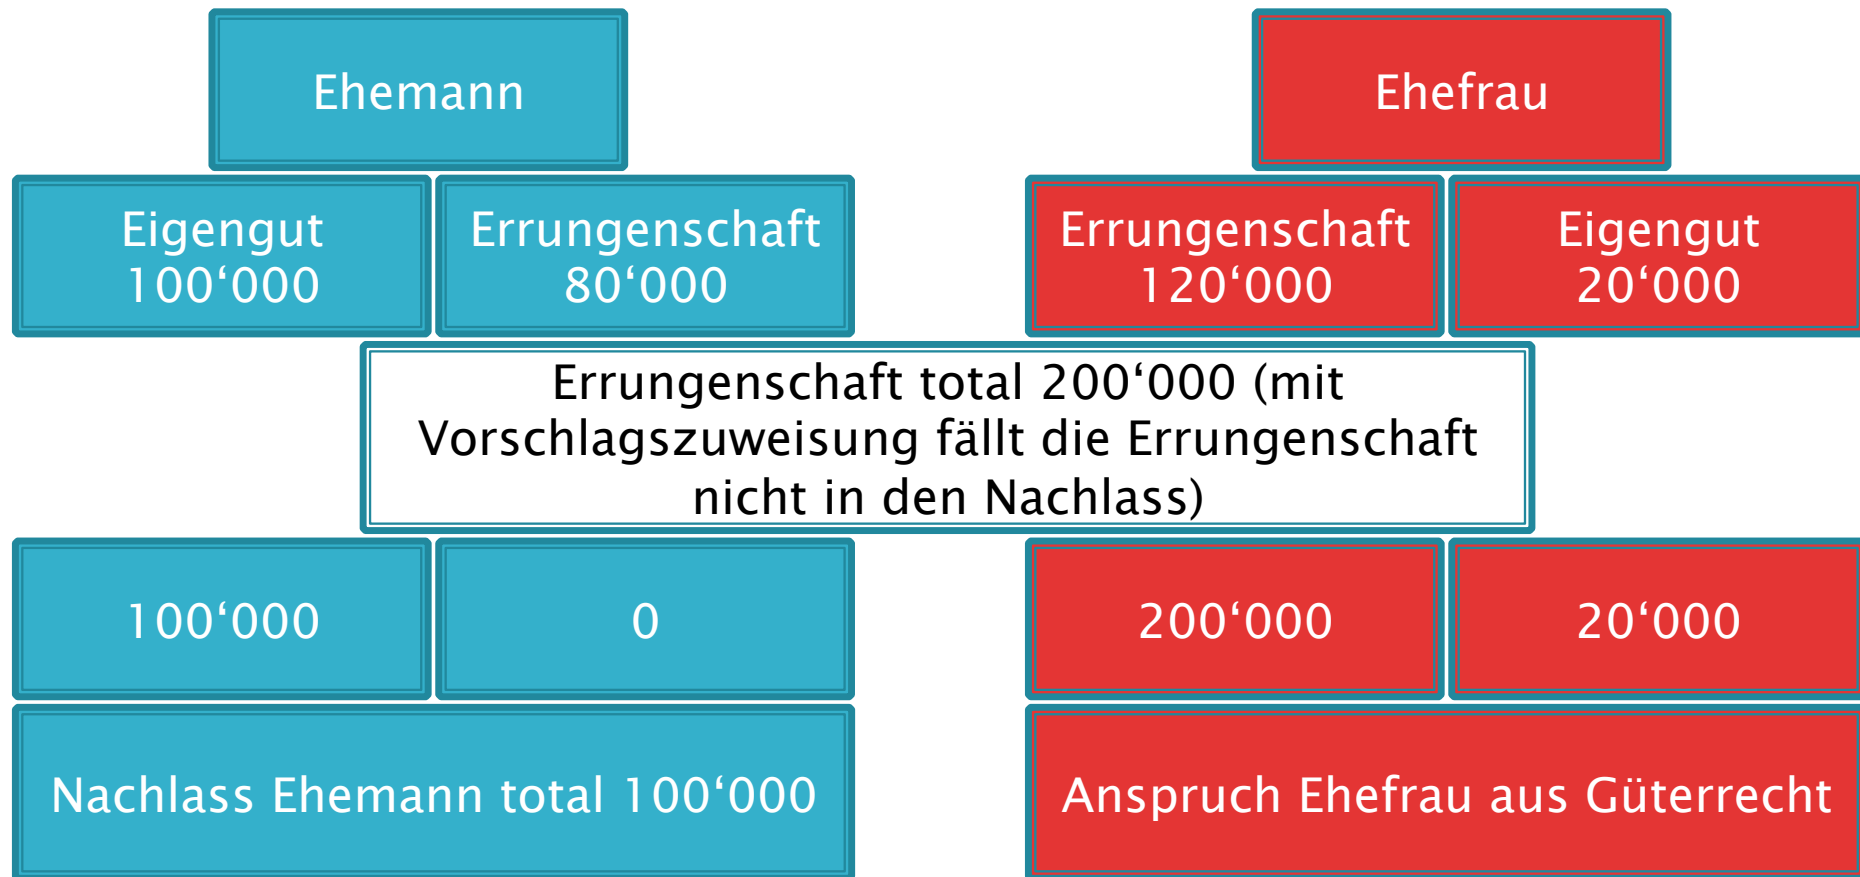 Ehemann
Ehefrau
Eigengut
100‘000
Errungenschaft
80‘000
Errungenschaft
120‘000
Eigengut
20‘000
Errungenschaft total 200‘000 (mit
Vorschlagszuweisung fällt die Errungenschaft
nicht in den Nachlass)
100‘000
0
200‘000
20‘000
Nachlass Ehemann total 100‘000
Anspruch Ehefrau aus Güterrecht